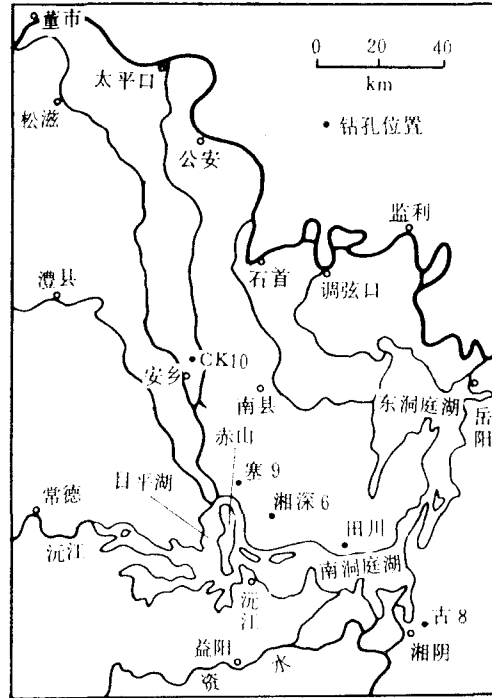 董市
0 20 40
km
太平口
松滋
• 钻孔位置
公安
监利
石首
调弦口
澧县
CK10
安乡
南县
东洞庭湖
岳阳
赤山
塞9
目平湖
湘深6
常德
沅江
田川
南洞庭湖
沅江
古8
湘阴
益阳
资水